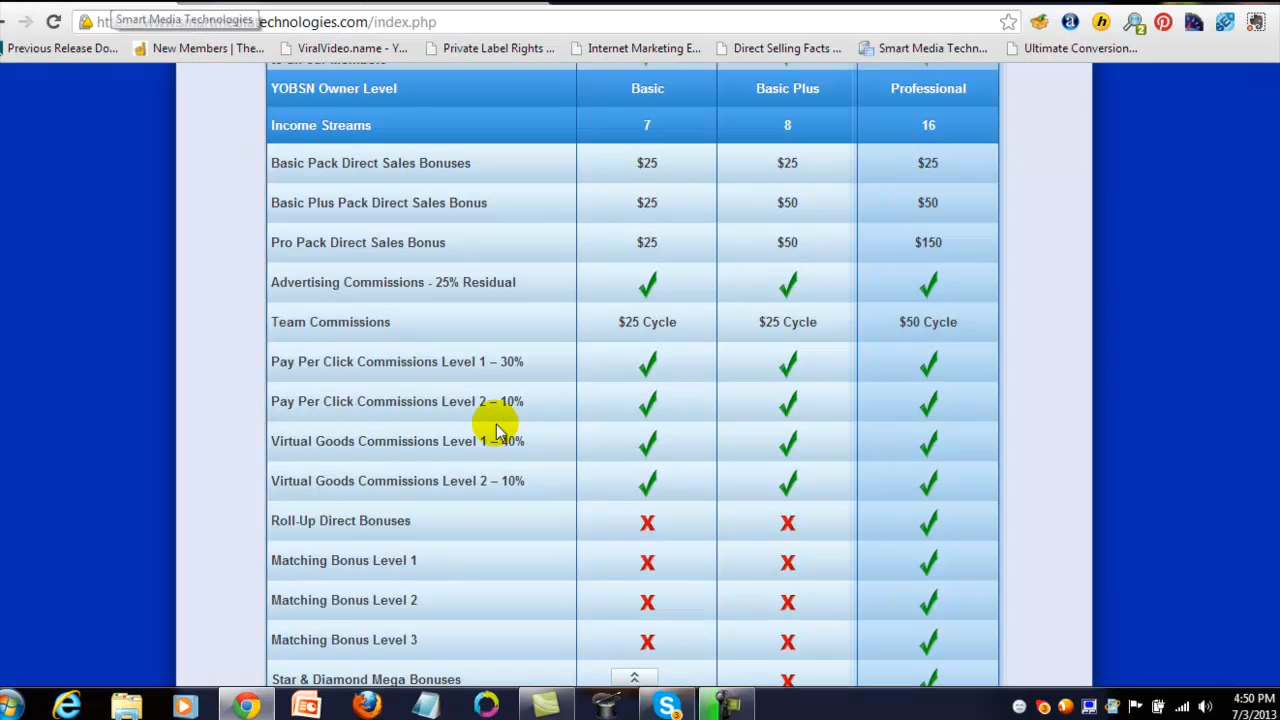 Smart Media Technologies
technologies.com/index.php
Previous Release Do...
New Members | The...
ViralVideo.name - Y...
Private Label Rights ...
Internet Marketing E...
Direct Selling Facts ...
Smart Media Techn...
Ultimate Conversion...
YOBSN Owner Level Basic Basic Plus Professional
Income Streams 7 8 16
Basic Pack Direct Sales Bonuses $25 $25 $25
Basic Plus Pack Direct Sales Bonus $25 $50 $50
Pro Pack Direct Sales Bonus $25 $50 $150
Advertising Commissions - 25% Residual
Team Commissions $25 Cycle $25 Cycle $50 Cycle
Pay Per Click Commissions Level 1 – 30%
Pay Per Click Commissions Level 2 – 10%
Virtual Goods Commissions Level 1 – 40%
Virtual Goods Commissions Level 2 – 10%
Roll-Up Direct Bonuses X X
Matching Bonus Level 1 X X
Matching Bonus Level 2 X X
Matching Bonus Level 3 X X
Star & Diamond Mega Bonuses X
4:50 PM
7/3/2013